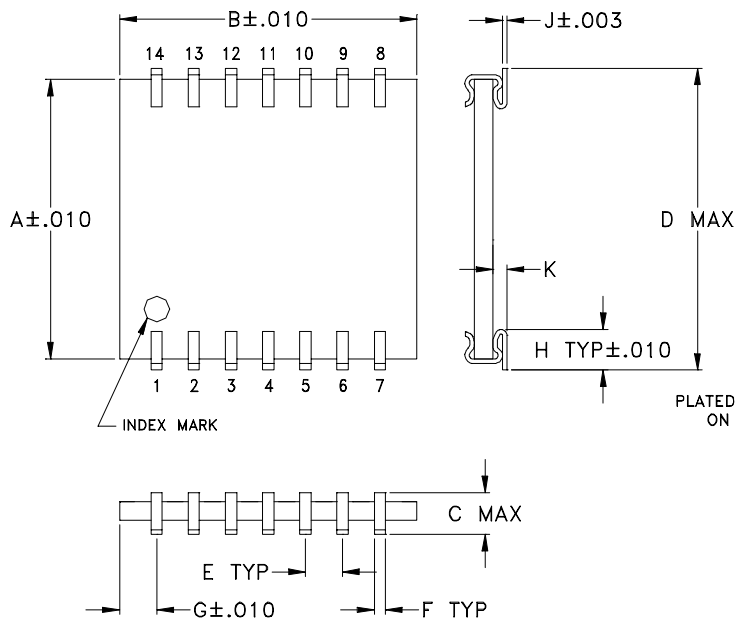 B±.010
J±.003
14 13 12 11 10 9 8
A±.010
D MAX
K
H TYP±.010
1 2 3 4 5 6 7
INDEX MARK
PLATED
ON
C MAX
E TYP
G±.010
F TYP